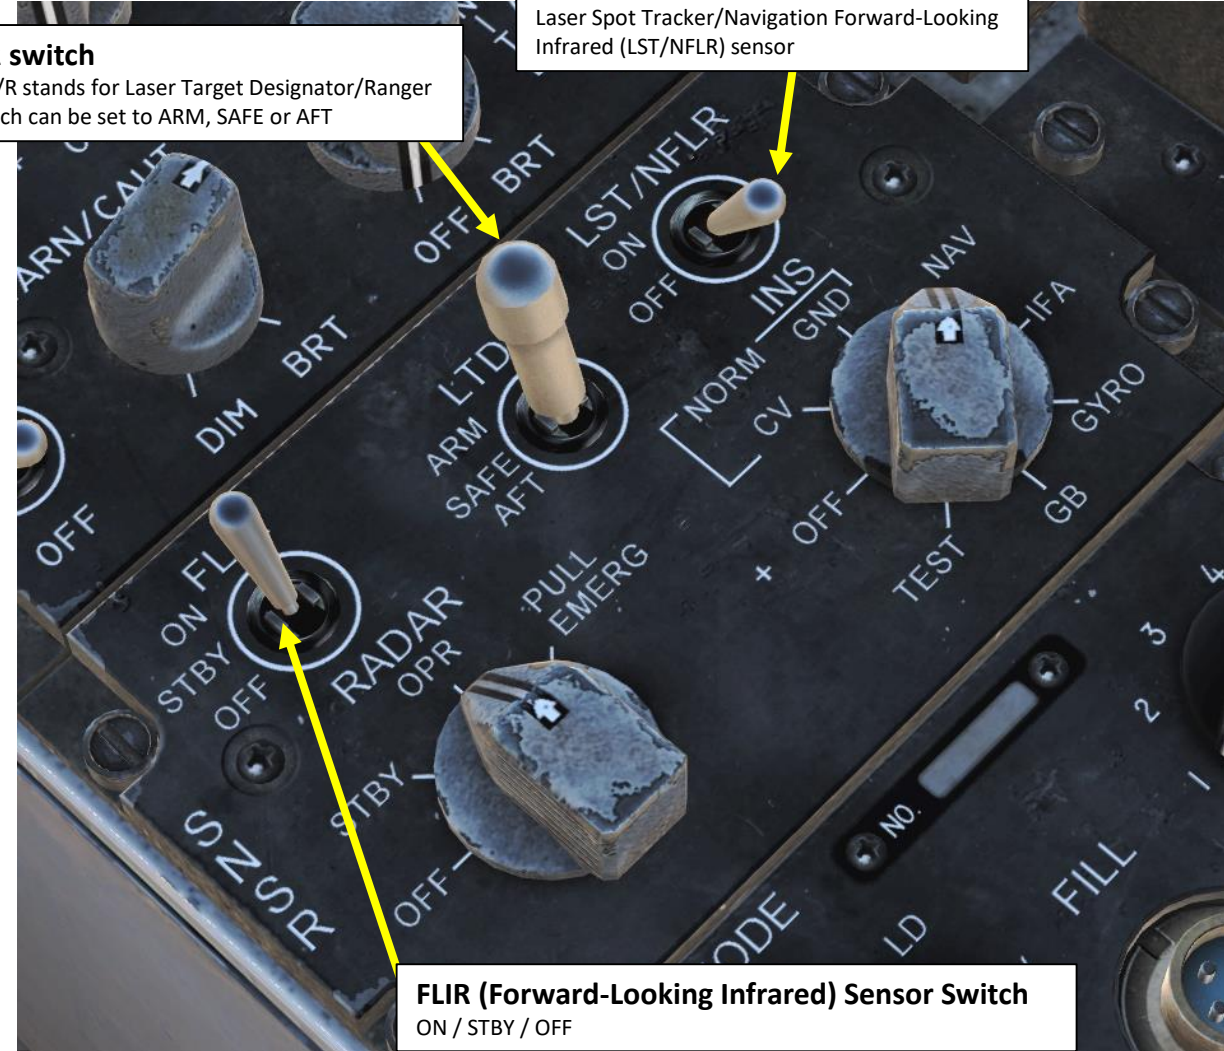 switch
/R stands for Laser Target Designator/Ranger
ch can be set to ARM, SAFE or AFT
Laser Spot Tracker/Navigation Forward-Looking
Infrared (LST/NFLR) sensor
BRT
OFF
ARN/CAUT
BRT
DIM
OFF
LST/NFLR
ON
OFF
LTD
ARM
SAFE
AFT
INS
NORM
GND
CV
NAV
IFA
GYRO
GB
TEST
OFF
+
FL
ON
STBY
OFF
RADAR
OPR
PULL
EMERG
STBY
OFF
SNSR
4
3
2
1
NO.
FILL
LD
ODE
FLIR (Forward-Looking Infrared) Sensor Switch
ON / STBY / OFF